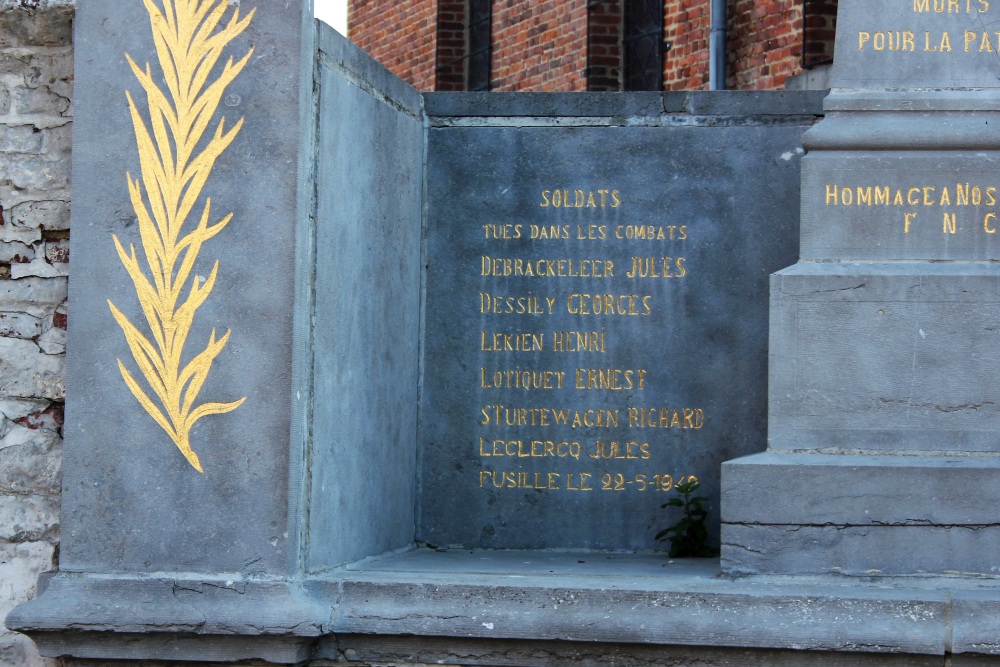 SOLDATS
TUES DANS LES COMBATS
DEBRACKELEER JULES
DESSILY GEORGES
LEKIEN HENRI
LOTIQUET ERNEST
STURTEWAGEN RICHARD
LECLERCQ JULES
FUSILLE LE 22-5-1940
MORTS
POUR LA PAT
HOMMAGE A NOS
F N C